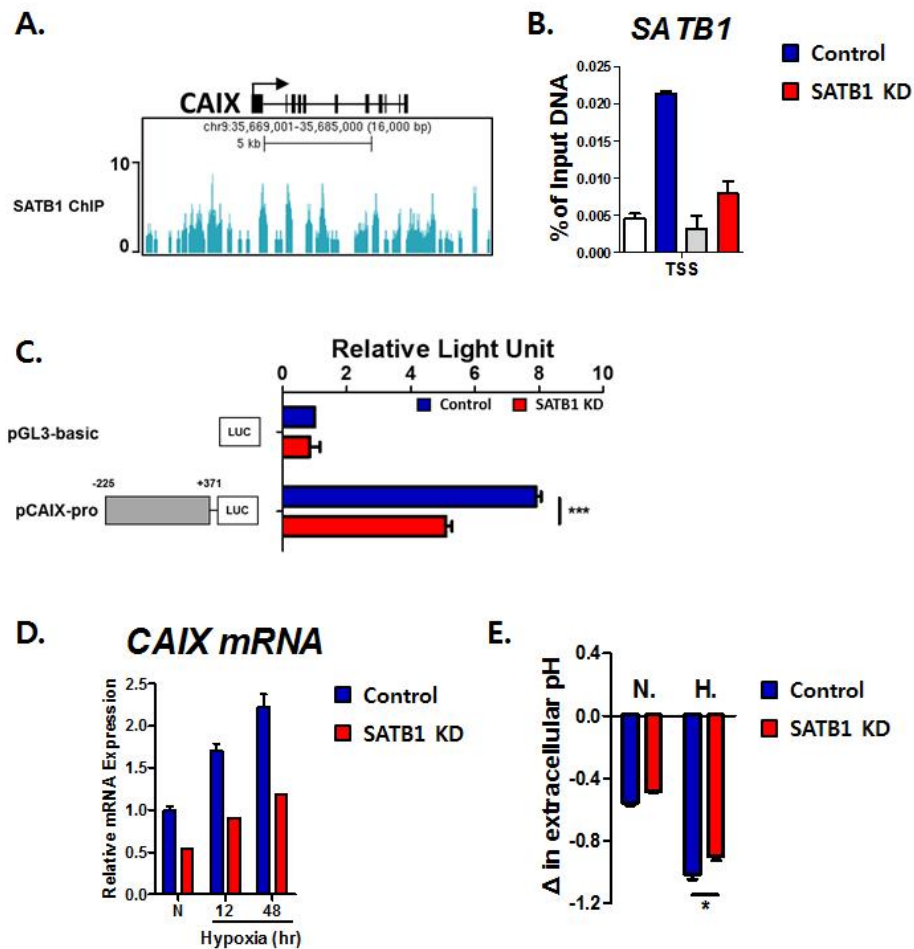 A.
CAIX
chr9:35,669,001-35,685,000 (16,000 bp)
5 kb
10
SATB1 ChIP
0
B.
SATB1
Control
SATB1 KD
% of Input DNA
0.025
0.020
0.015
0.010
0.005
0.000
TSS
C.
Relative Light Unit
0 2 4 6 8 10
Control SATB1 KD
pGL3-basic LUC
-225 +371
pCAIX-pro LUC
***
D.
CAIX mRNA
Control
SATB1 KD
Relative mRNA Expression
2.5
2.0
1.5
1.0
0.5
0.0
N 12 48
Hypoxia (hr)
E.
Δ in extracellular pH
0.4
0.0
-0.4
-0.8
-1.2
N. H.
Control
SATB1 KD
*